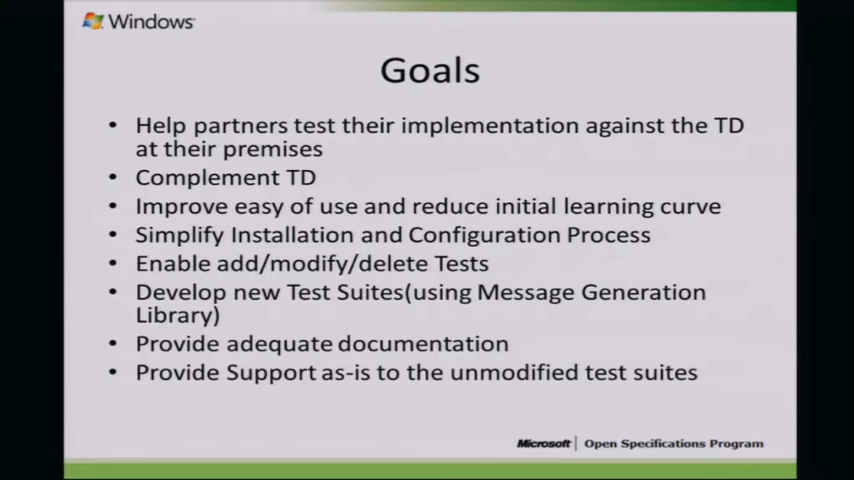 Windows
Goals
• Help partners test their implementation against the TD
at their premises
• Complement TD
• Improve easy of use and reduce initial learning curve
• Simplify Installation and Configuration Process
• Enable add/modify/delete Tests
• Develop new Test Suites(using Message Generation
Library)
• Provide adequate documentation
• Provide Support as-is to the unmodified test suites
Microsoft | Open Specifications Program